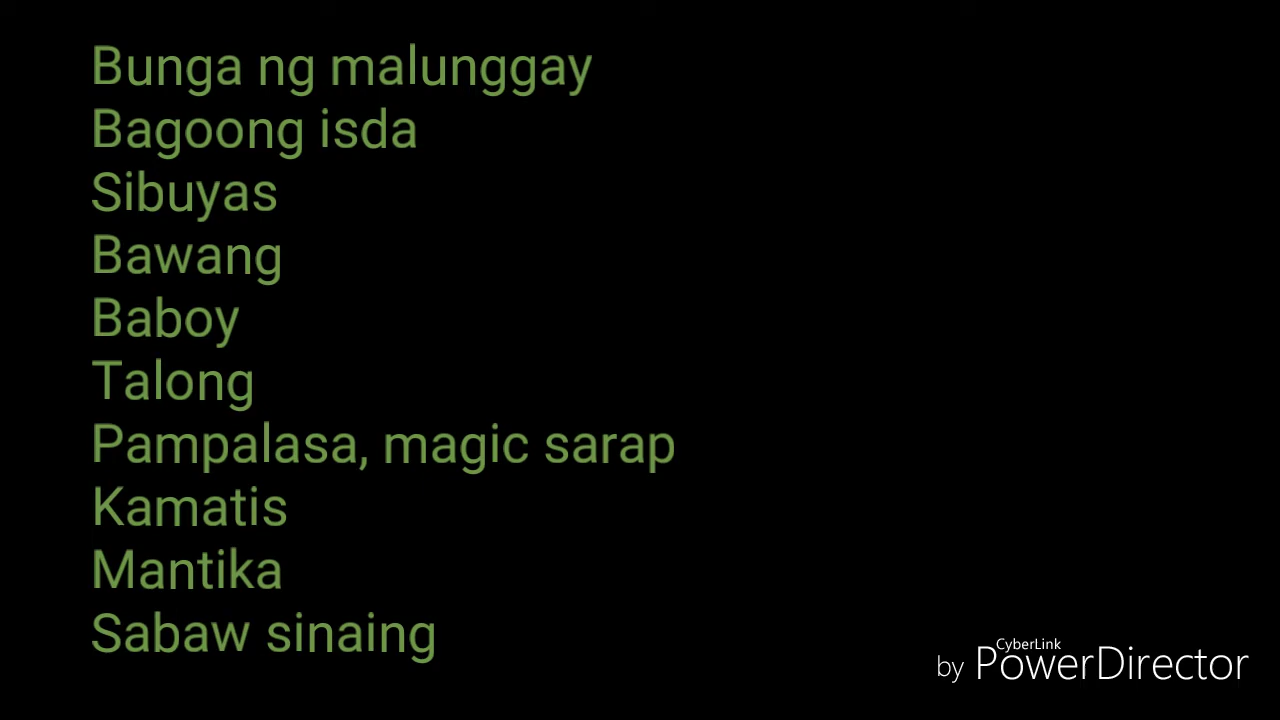 Bunga ng malunggay
Bagoong isda
Sibuyas
Bawang
Baboy
Talong
Pampalasa, magic sarap
Kamatis
Mantika
Sabaw sinaing
CyberLink
by PowerDirector